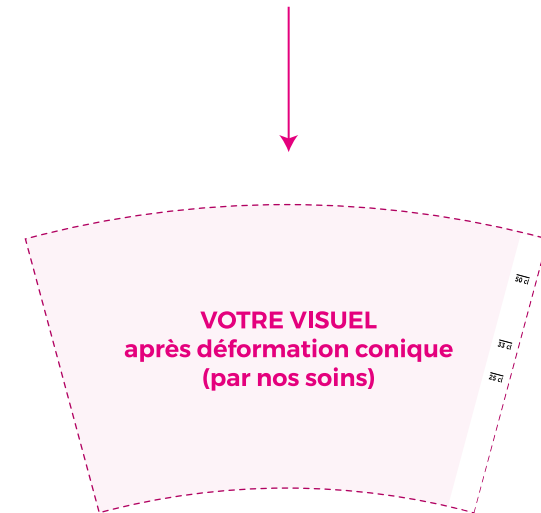 VOTRE VISUEL
après déformation conique
(par nos soins)
50 cl
33 cl
25 cl